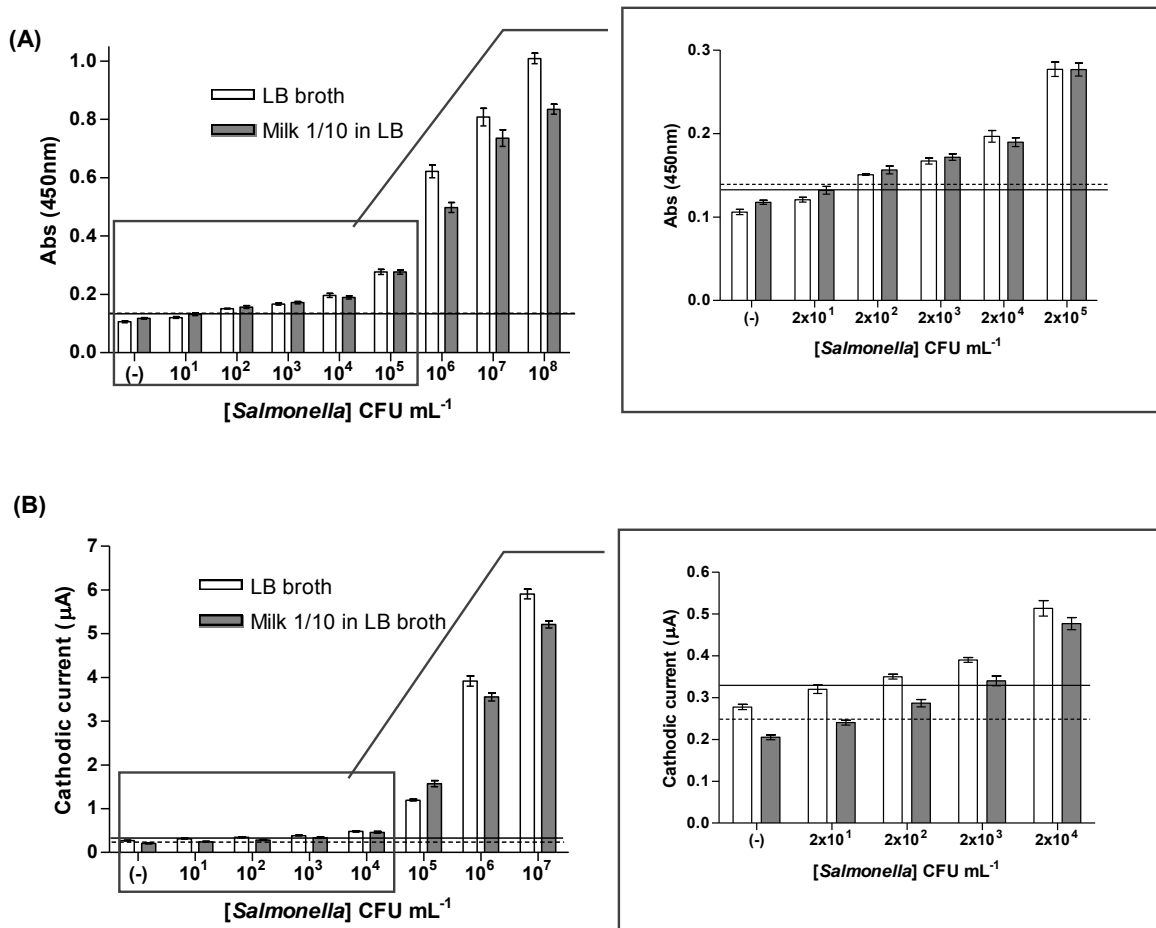 (A)
1.0
0.8
0.6
0.4
0.2
0.0
Abs (450nm)
LB broth
Milk 1/10 in LB
(-) 10¹ 10² 10³ 10⁴ 10⁵ 10⁶ 10⁷ 10⁸
[Salmonella] CFU mL⁻¹
0.3
0.2
0.1
0.0
Abs (450nm)
(-) 2x10¹ 2x10² 2x10³ 2x10⁴ 2x10⁵
[Salmonella] CFU mL⁻¹
(B)
7
6
5
4
3
2
1
0
Cathodic current (μA)
LB broth
Milk 1/10 in LB broth
(-) 10¹ 10² 10³ 10⁴ 10⁵ 10⁶ 10⁷
[Salmonella] CFU mL⁻¹
0.6
0.5
0.4
0.3
0.2
0.1
0.0
Cathodic current (μA)
(-) 2x10¹ 2x10² 2x10³ 2x10⁴
[Salmonella] CFU mL⁻¹